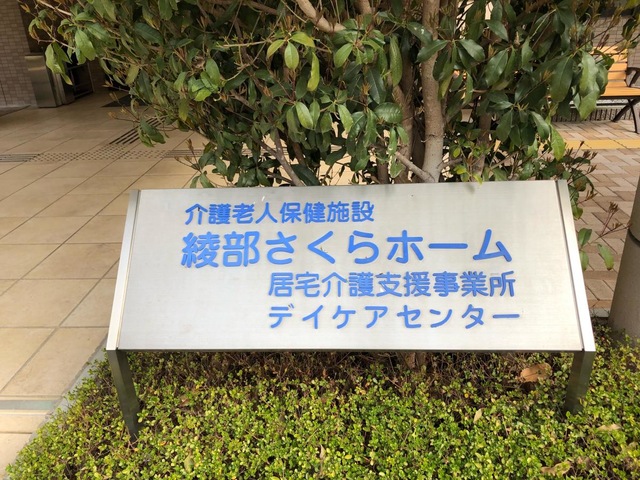 介護老人保健施設
綾部さくらホーム
居宅介護支援事業所
デイケアセンター